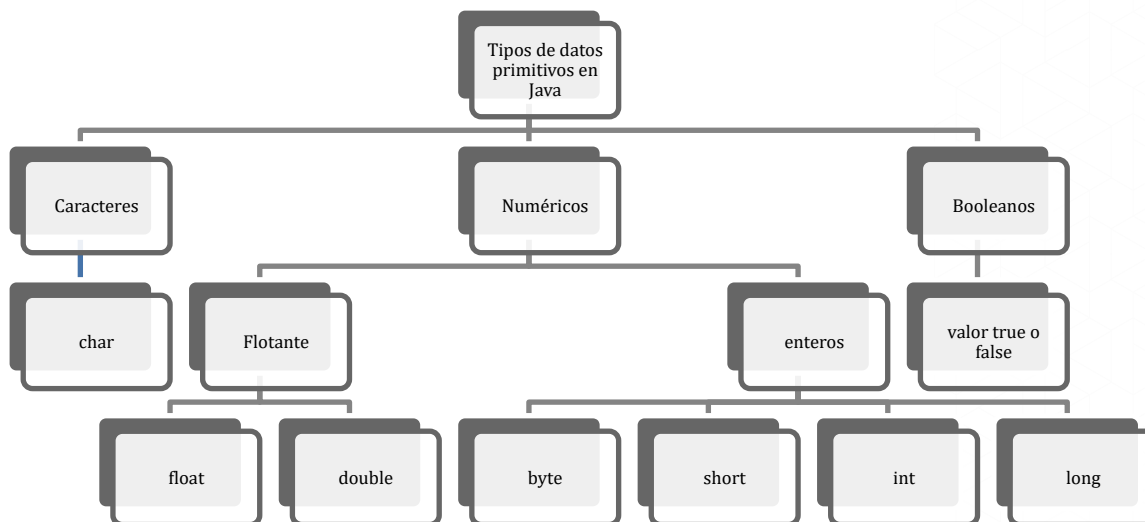 Tipos de datos
primitivos en
Java
Caracteres
Numéricos
Booleanos
char
Flotante
enteros
valor true o
false
float
double
byte
short
int
long